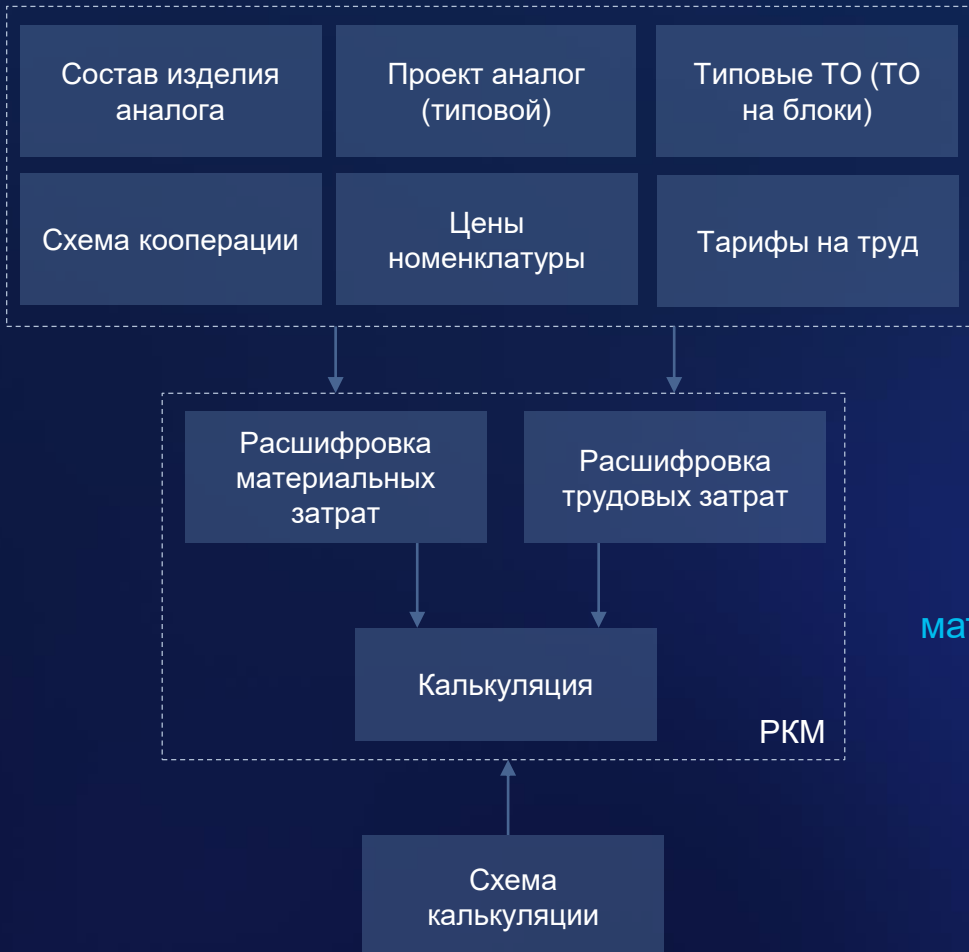 Состав изделия
аналога
Проект аналог
(типовой)
Типовые ТО (ТО
на блоки)
Схема кооперации
Цены
номенклатуры
Тарифы на труд
Расшифровка
материальных
затрат
Расшифровка
трудовых затрат
мат
Калькуляция
РКМ
Схема
калькуляции